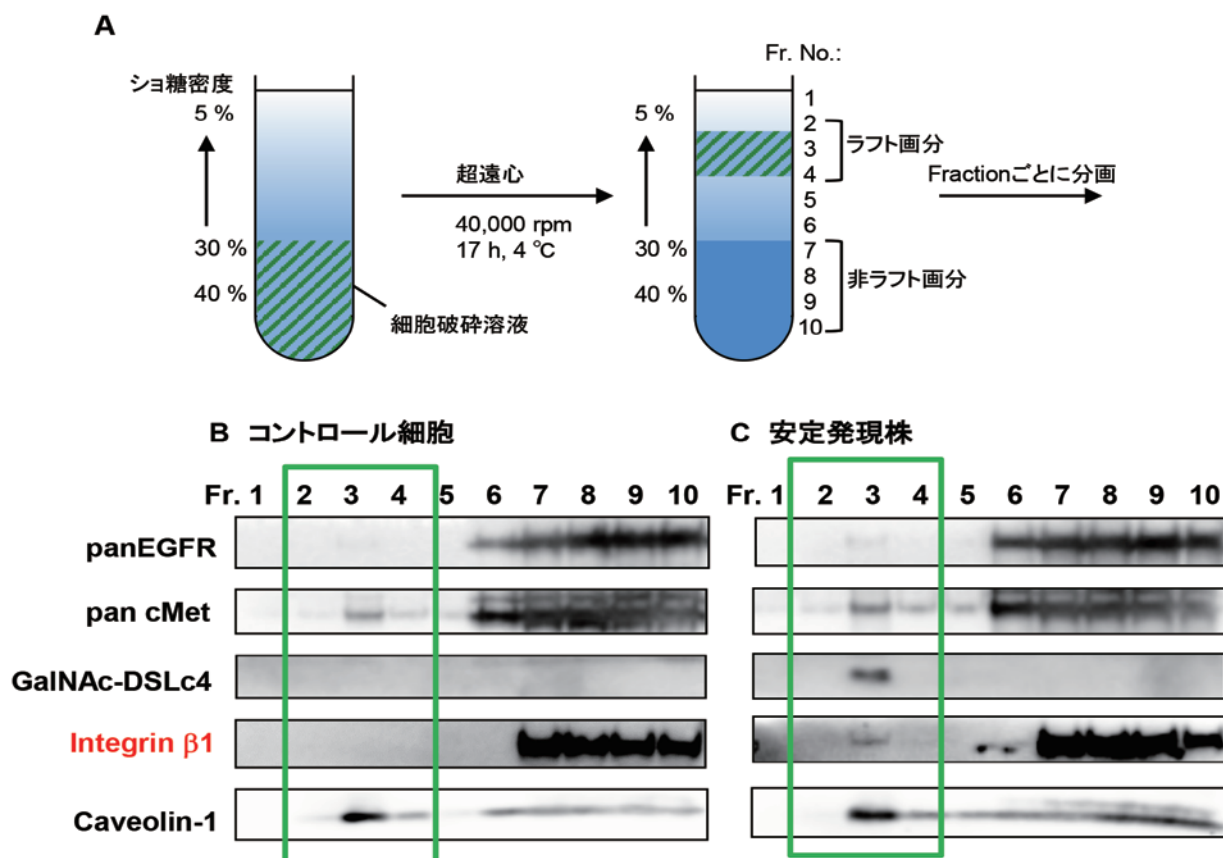 A
ショ糖密度
5 %
30 %
40 %
細胞破砕溶液
超遠心
40,000 rpm
17 h, 4 ℃
Fr. No.:
5 %
30 %
40 %
1
2
3
4
5
6
7
8
9
10
ラフト画分
非ラフト画分
Fractionごとに分画
B コントロール細胞
Fr. 1 2 3 4 5 6 7 8 9 10
C 安定発現株
Fr. 1 2 3 4 5 6 7 8 9 10
panEGFR
pan cMet
GalNAc-DSLc4
Integrin β1
Caveolin-1